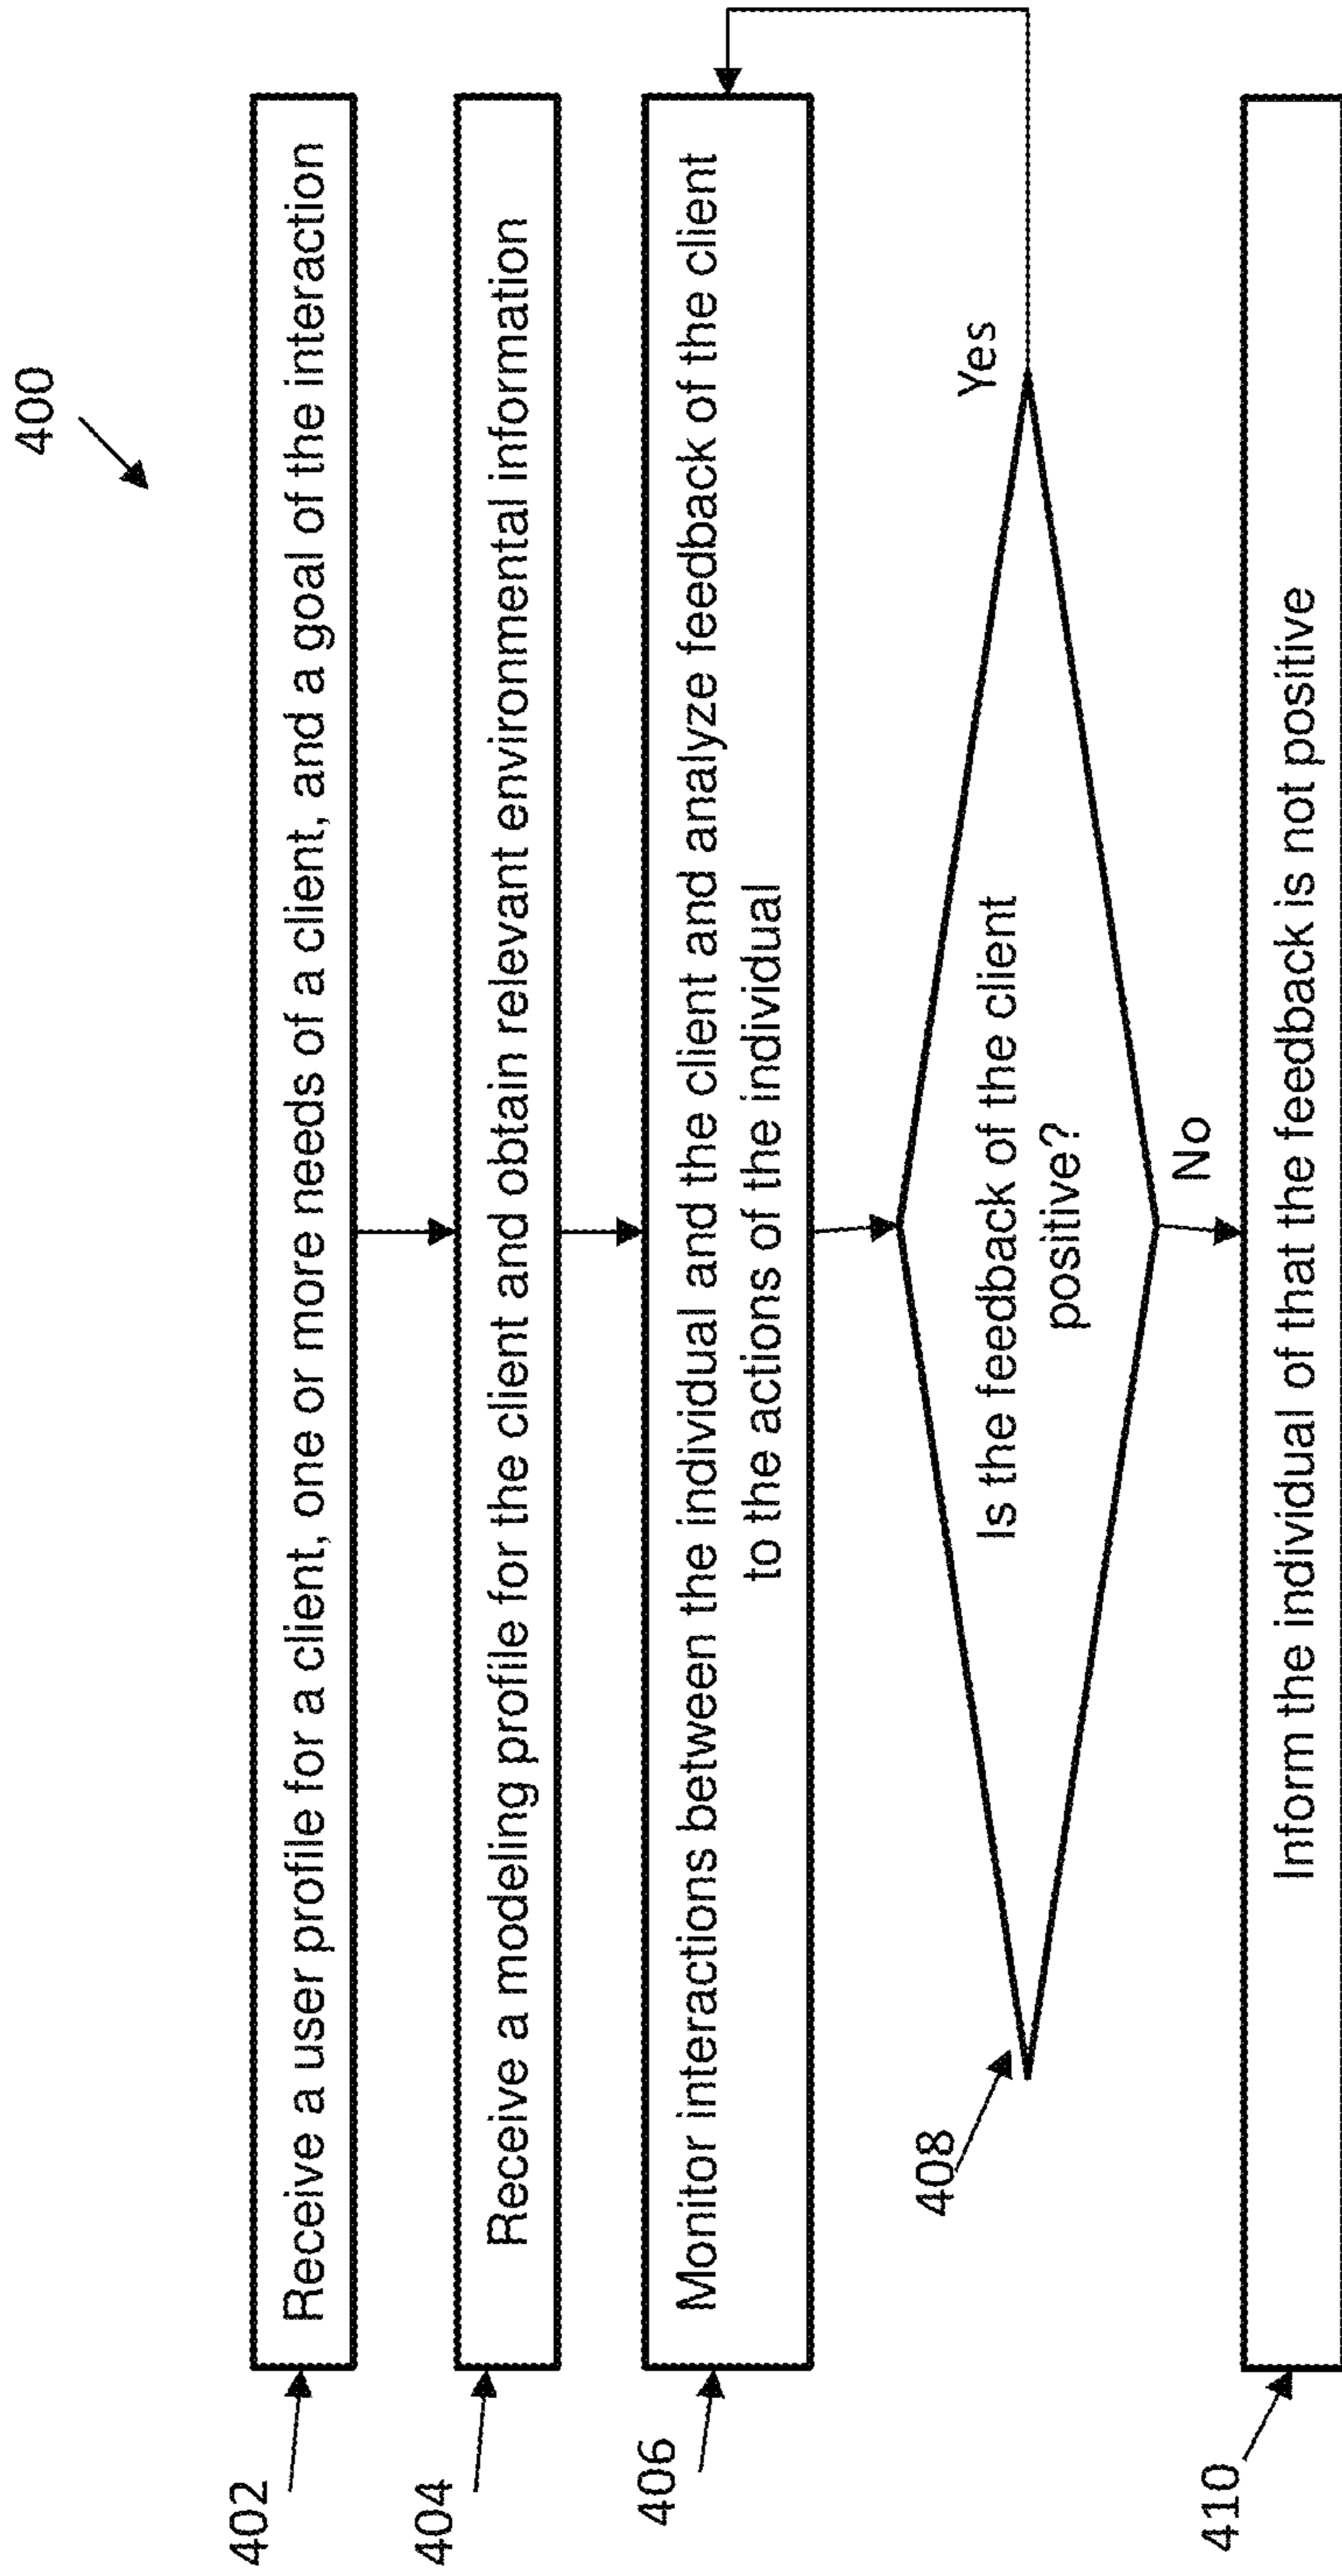 400
402
Receive a user profile for a client, one or more needs of a client, and a goal of the interaction
404
Receive a modeling profile for the client and obtain relevant environmental information
406
Monitor interactions between the individual and the client and analyze feedback of the client
to the actions of the individual
408
Is the feedback of the client
positive?
Yes
No
410
Inform the individual of that the feedback is not positive